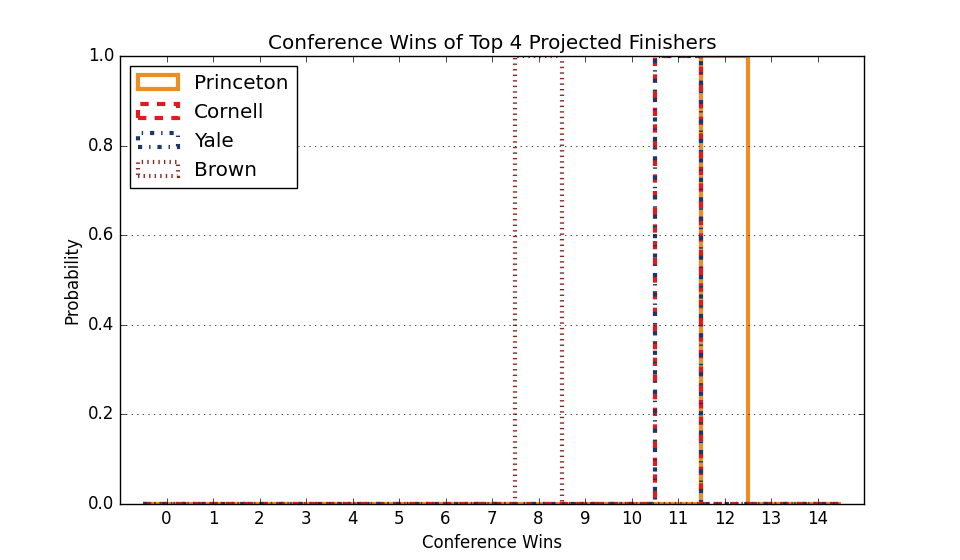 Conference Wins of Top 4 Projected Finishers
1.0
Princeton
Cornell
Yale
Brown
0.8
0.6
0.4
0.2
0.0
Probability
0 1 2 3 4 5 6 7 8 9 10 11 12 13 14
Conference Wins